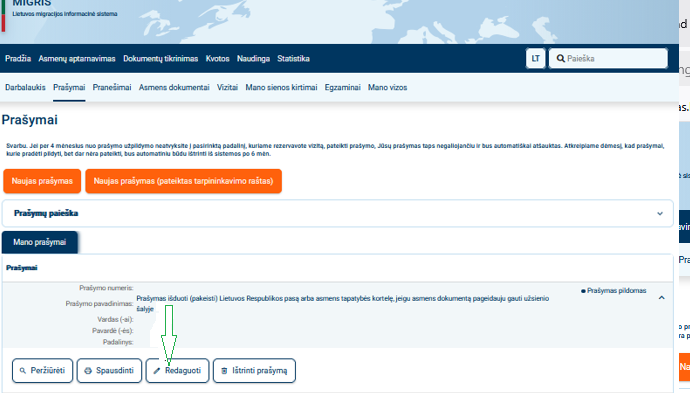 MIGRIS
Lietuvos migracijos informacinė sistema
Pradžia Asmenų aptarnavimas Dokumentų tikrinimas Kvotos Naudinga Statistika LT Paieška
Darbalaukis Prašymai Pranešimai Asmens dokumentai Vizitai Mano sienos kirtimai Egzaminai Mano vizos
Prašymai
Svarbu. Jei per 4 mėnesius nuo prašymo užpildymo neatvyksite į pasirinktą padalinį, kuriame rezervavote vizitą, pateikti prašymo, Jūsų prašymas taps negaliojančiu ir bus automatiškai atšauktas. Atkreipiame dėmesį, kad prašymai,
kurie pradėti pildyti, bet dar nėra pateikti, bus automatiniu būdu ištrinti iš sistemos po 6 mėn.
Naujas prašymas Naujas prašymas (pateiktas tarpininkavimo raštas)
Prašymų paieška
Mano prašymai
Prašymai
Prašymo numeris: Prašymas pildomas
Prašymo pavadinimas: Prašymas išduoti (pakeisti) Lietuvos Respublikos pasą arba asmens tapatybės kortelę, jeigu asmens dokumentą pageidauju gauti užsienio
šalyje
Vardas (-ai):
Pavardė (-ės):
Padalinys:
Peržiūrėti Spausdinti Redaguoti Ištrinti prašymą